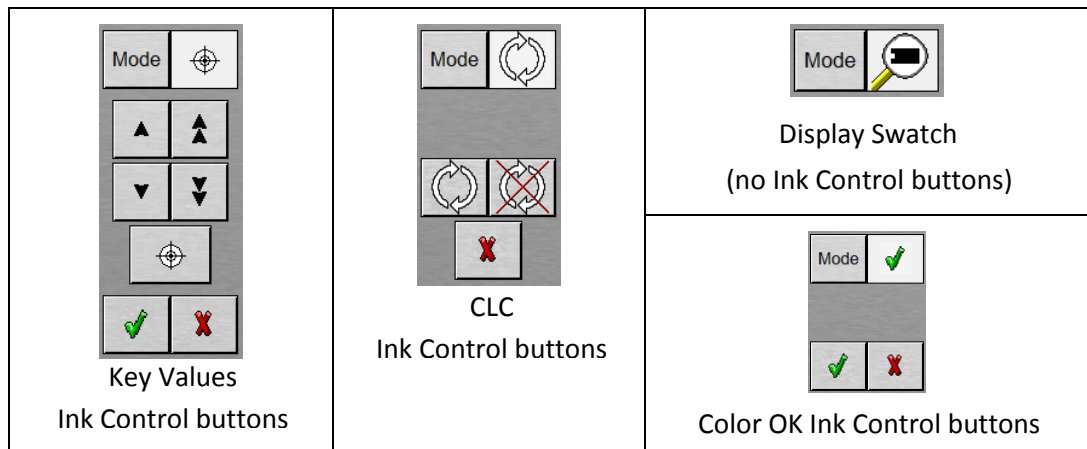 Mode
Key Values
Ink Control buttons
Mode
CLC
Ink Control buttons
Mode
Display Swatch
(no Ink Control buttons)
Mode
Color OK Ink Control buttons